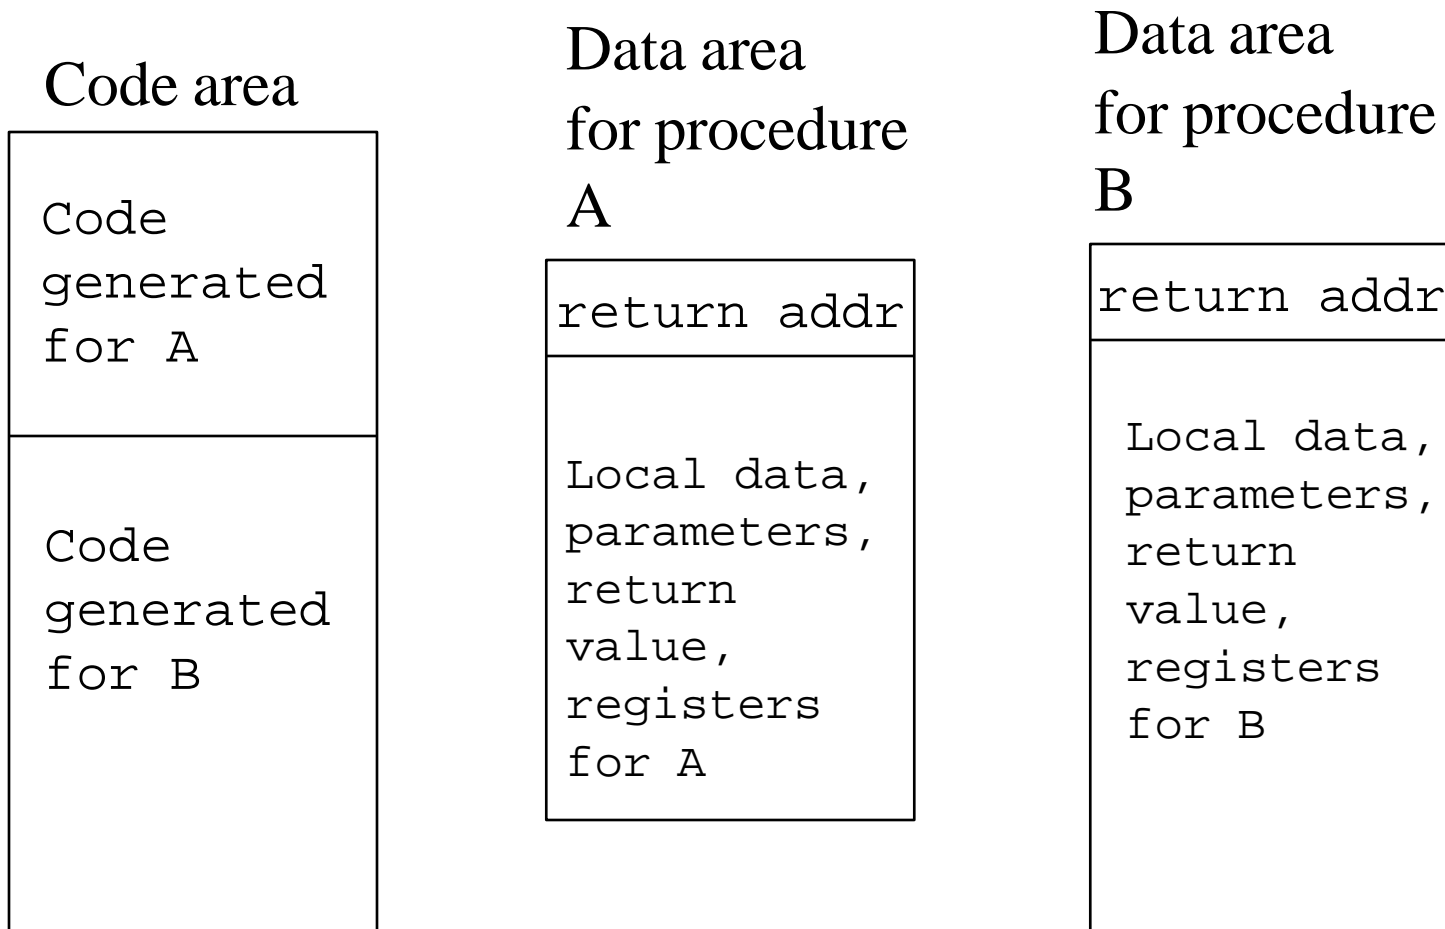 Code area
Code
generated
for A
Code
generated
for B
Data area
for procedure
A
return addr
Local data,
parameters,
return
value,
registers
for A
Data area
for procedure
B
return addr
Local data,
parameters,
return
value,
registers
for B